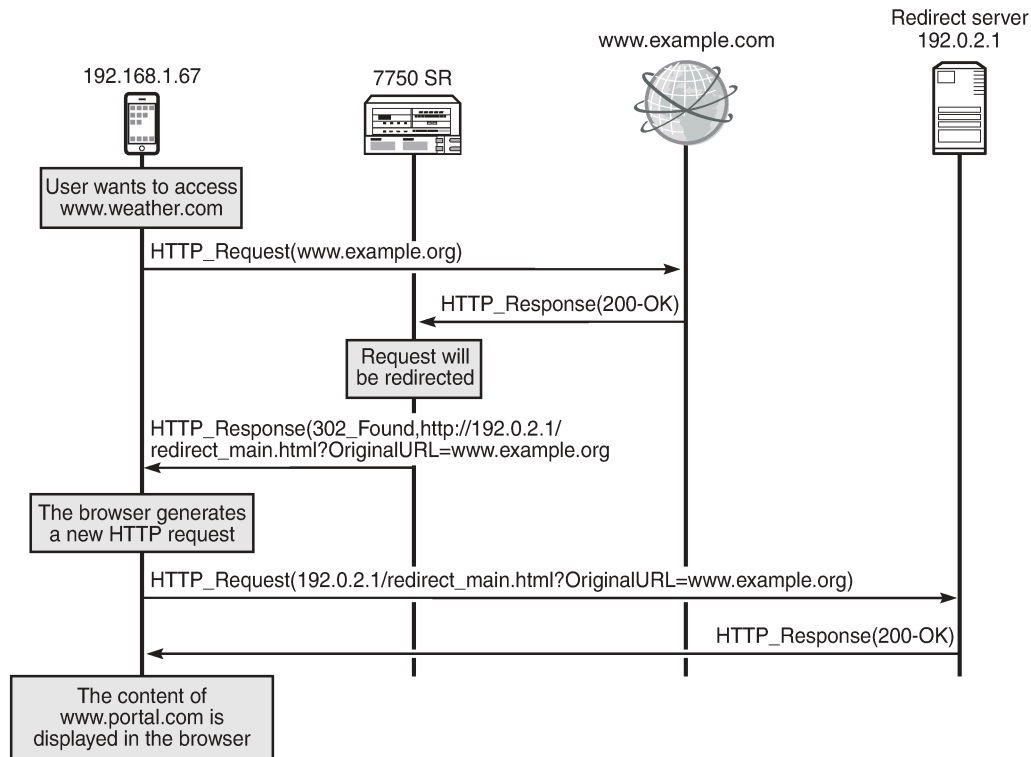 Redirect server
192.0.2.1
www.example.com
192.168.1.67
7750 SR
User wants to access
www.weather.com
HTTP_Request(www.example.org)
HTTP_Response(200-OK)
Request will
be redirected
HTTP_Response(302_Found,http://192.0.2.1/
redirect_main.html?OriginalURL=www.example.org
The browser generates
a new HTTP request
HTTP_Request(192.0.2.1/redirect_main.html?OriginalURL=www.example.org)
HTTP_Response(200-OK)
The content of
www.portal.com is
displayed in the browser